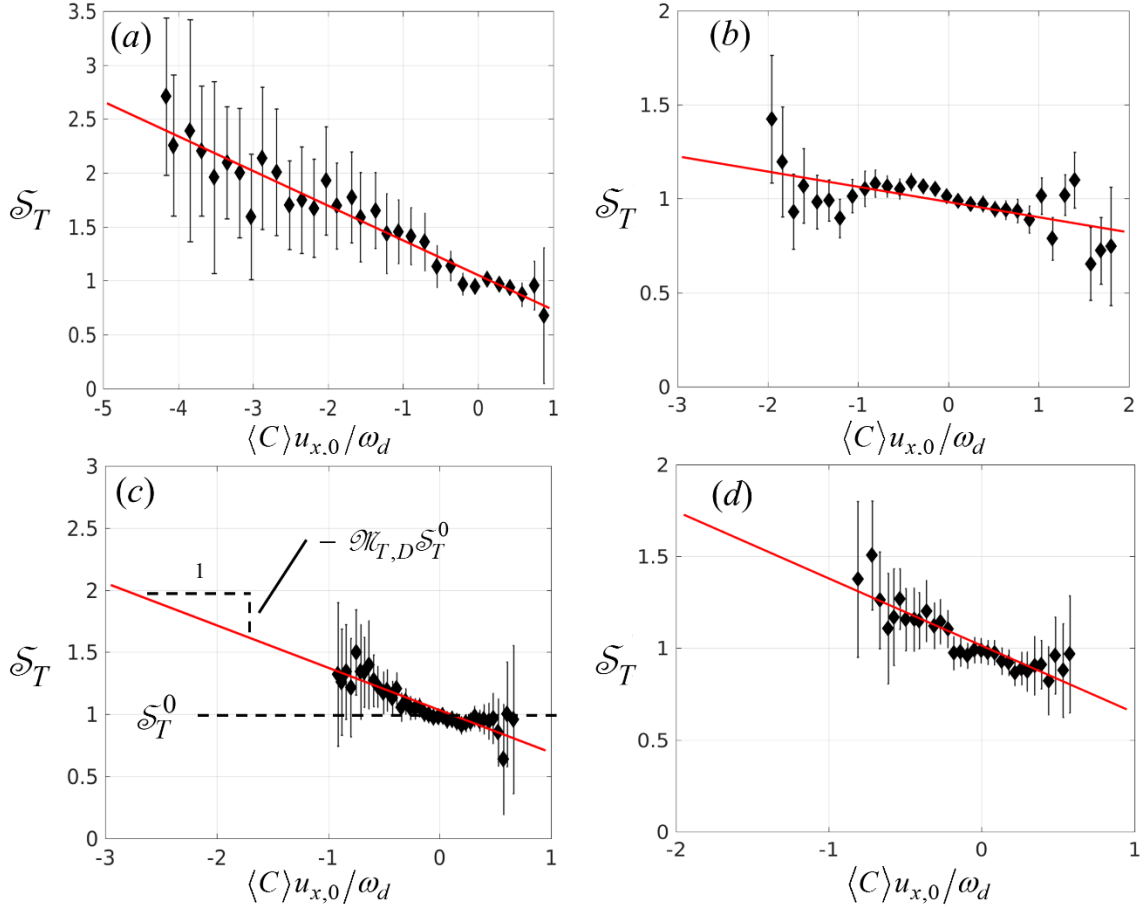 (a)
3.5
3
2.5
2
1.5
1
0.5
0
𝒮_T
-5 -4 -3 -2 -1 0 1
⟨C⟩u_{x,0}/ω_d
(b)
2
1.5
1
0.5
0
𝒮_T
-3 -2 -1 0 1 2
⟨C⟩u_{x,0}/ω_d
(c)
3
2.5
2
1.5
1
0.5
0
1
− ℳ_{T,D}𝒮_T^0
𝒮_T^0
𝒮_T
-3 -2 -1 0 1
⟨C⟩u_{x,0}/ω_d
(d)
2
1.5
1
0.5
0
𝒮_T
-2 -1 0 1
⟨C⟩u_{x,0}/ω_d